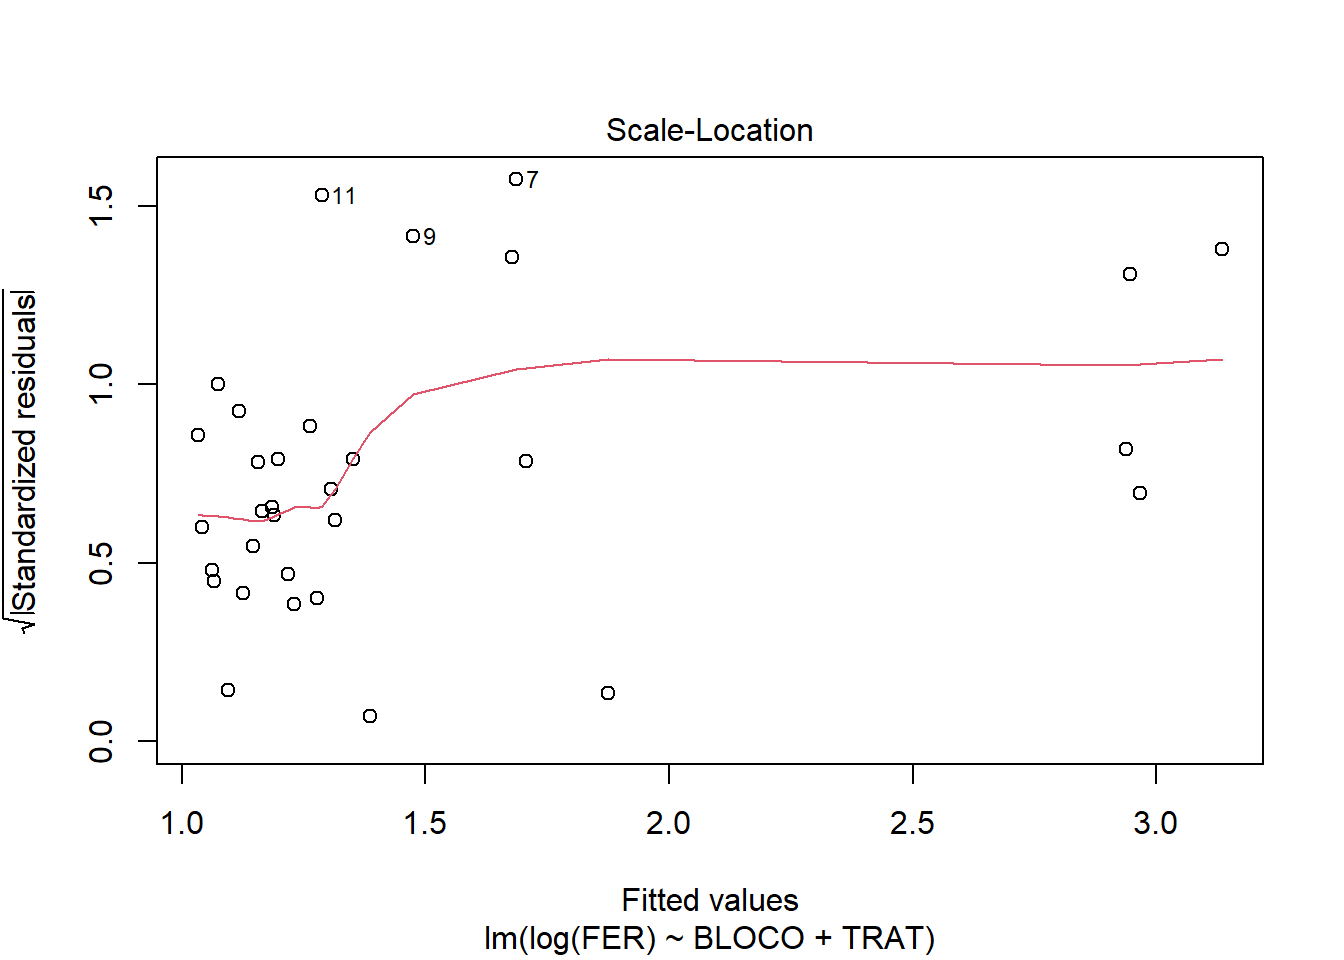 Scale-Location
√|Standardized residuals|
1.5
1.0
0.5
0.0
11
9
7
1.0 1.5 2.0 2.5 3.0
Fitted values
lm(log(FER) ~ BLOCO + TRAT)